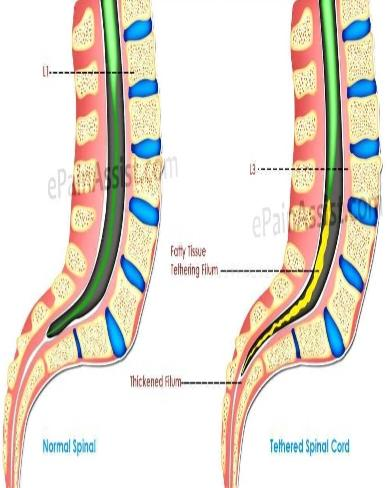 L1
ePainAssist.com
L3
ePainAssist.com
Fatty Tissue
Tethering Filum
Thickened Filum
Normal Spinal
Tethered Spinal Cord